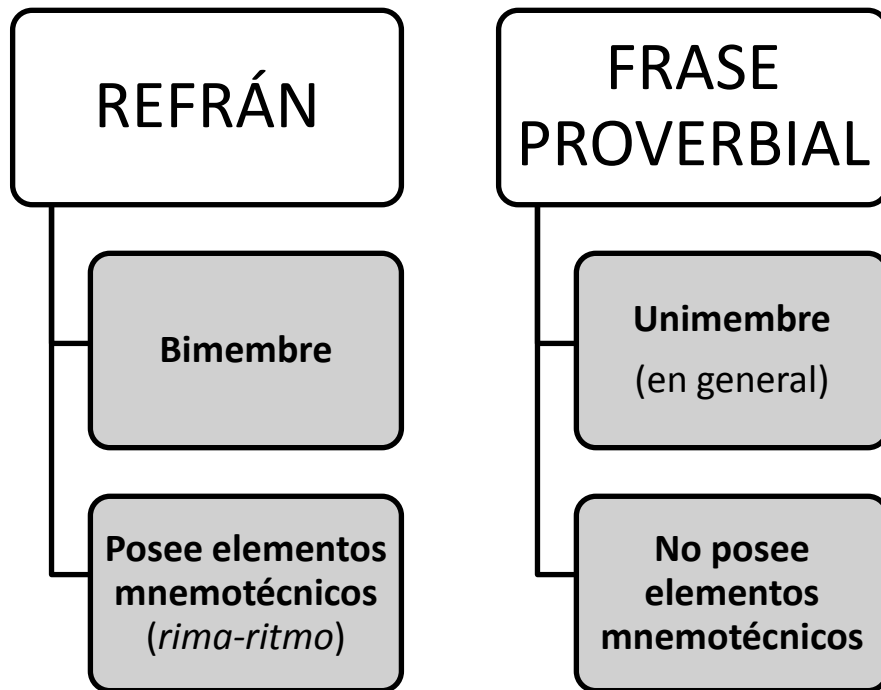 REFRÁN
Bimembre
Posee elementos
mnemotécnicos
(rima-ritmo)
FRASE
PROVERBIAL
Unimembre
(en general)
No posee
elementos
mnemotécnicos